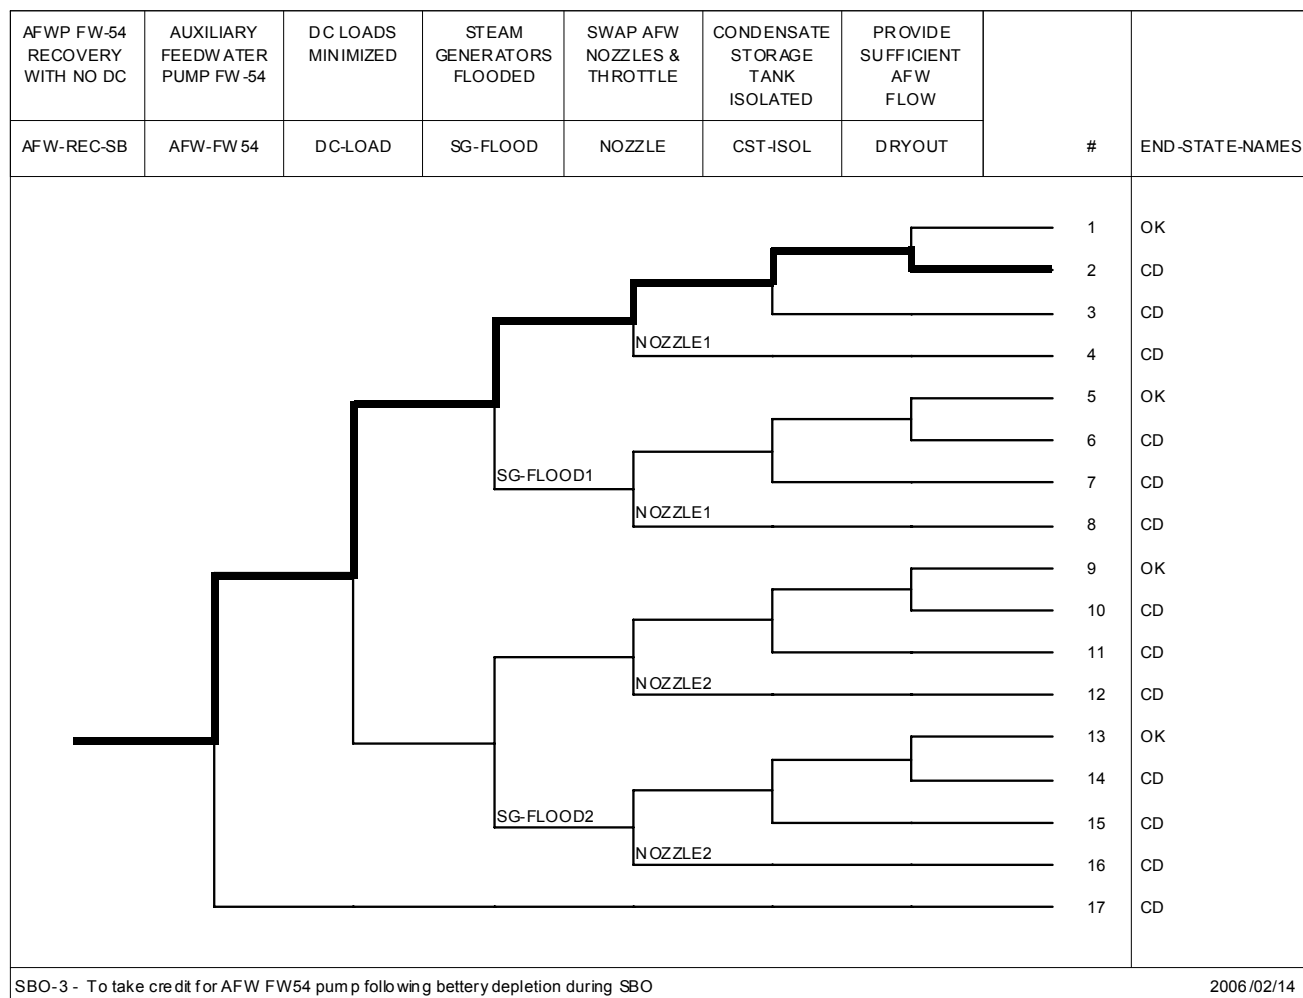 AFWP FW-54
RECOVERY
WITH NO DC
AUXILIARY
FEEDWATER
PUMP FW-54
DC LOADS
MINIMIZED
STEAM
GENERATORS
FLOODED
SWAP AFW
NOZZLES &
THROTTLE
CONDENSATE
STORAGE
TANK
ISOLATED
PROVIDE
SUFFICIENT
AFW
FLOW
AFW-REC-SB
AFW-FW54
DC-LOAD
SG-FLOOD
NOZZLE
CST-ISOL
DRYOUT
#
END-STATE-NAMES
1 OK
2 CD
3 CD
NOZZLE1
4 CD
5 OK
6 CD
SG-FLOOD1
7 CD
NOZZLE1
8 CD
9 OK
10 CD
11 CD
NOZZLE2
12 CD
13 OK
14 CD
SG-FLOOD2
15 CD
NOZZLE2
16 CD
17 CD
SBO-3 - To take credit for AFW FW54 pump following bettery depletion during SBO
2006/02/14